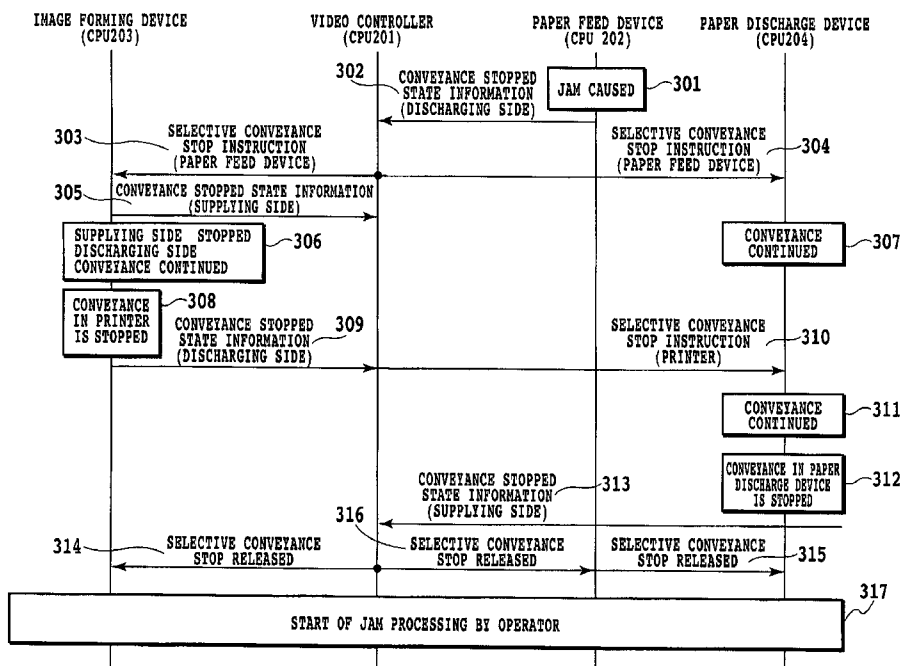 IMAGE FORMING DEVICE
(CPU203)
VIDEO CONTROLLER
(CPU201)
PAPER FEED DEVICE
(CPU 202)
PAPER DISCHARGE DEVICE
(CPU204)
302
CONVEYANCE STOPPED
STATE INFORMATION
(DISCHARGING SIDE)
JAM CAUSED
301
303
SELECTIVE CONVEYANCE
STOP INSTRUCTION
(PAPER FEED DEVICE)
SELECTIVE CONVEYANCE
STOP INSTRUCTION
(PAPER FEED DEVICE)
304
305
CONVEYANCE STOPPED STATE INFORMATION
(SUPPLYING SIDE)
SUPPLYING SIDE STOPPED
DISCHARGING SIDE
CONVEYANCE CONTINUED
306
CONVEYANCE
CONTINUED
307
CONVEYANCE
IN PRINTER
IS STOPPED
308
CONVEYANCE STOPPED
STATE INFORMATION
(DISCHARGING SIDE)
309
SELECTIVE CONVEYANCE
STOP INSTRUCTION
(PRINTER)
310
CONVEYANCE
CONTINUED
311
CONVEYANCE IN PAPER
DISCHARGE DEVICE
IS STOPPED
312
CONVEYANCE STOPPED
STATE INFORMATION
(SUPPLYING SIDE)
313
314
SELECTIVE CONVEYANCE
STOP RELEASED
316
SELECTIVE CONVEYANCE
STOP RELEASED
SELECTIVE CONVEYANCE
STOP RELEASED
315
START OF JAM PROCESSING BY OPERATOR
317